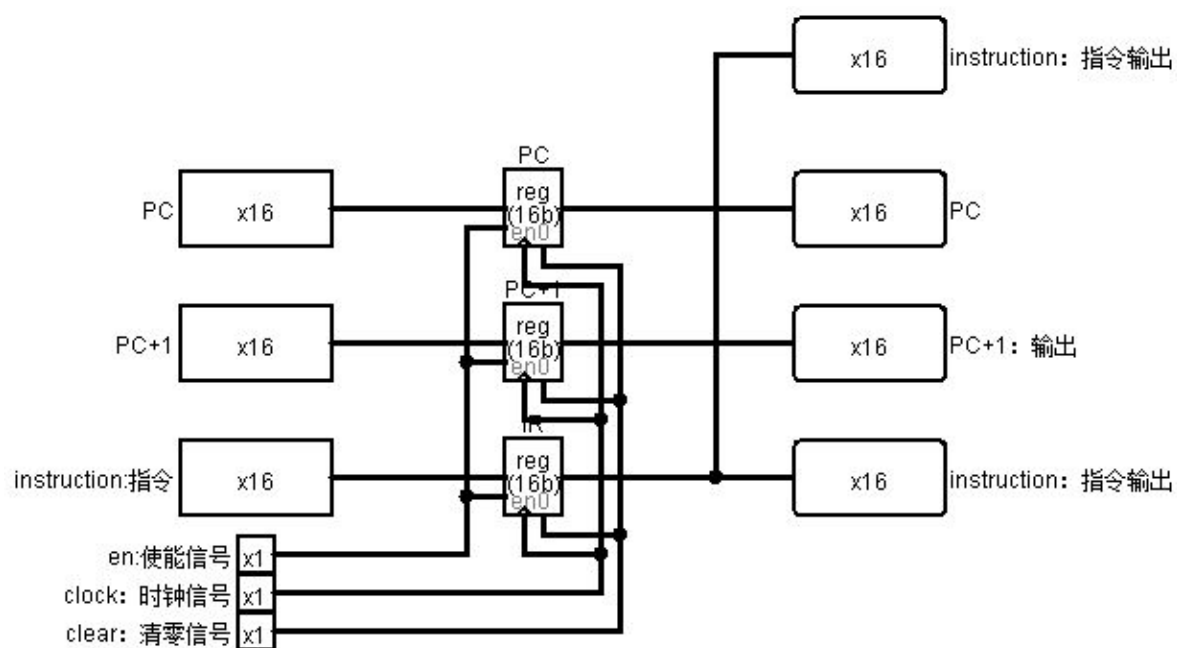 x16 instruction：指令输出
PC
PC x16 reg (16b) en0 x16 PC
PC+1
PC+1 x16 reg (16b) en0 x16 PC+1：输出
IR
instruction:指令 x16 reg (16b) en0 x16 instruction：指令输出
en:使能信号 x1
clock：时钟信号 x1
clear：清零信号 x1